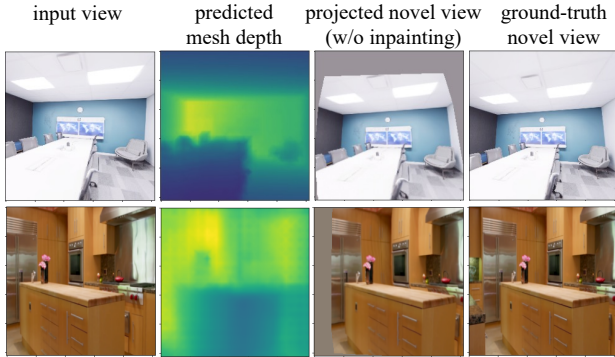 input view
predicted
mesh depth
projected novel view
(w/o inpainting)
ground-truth
novel view